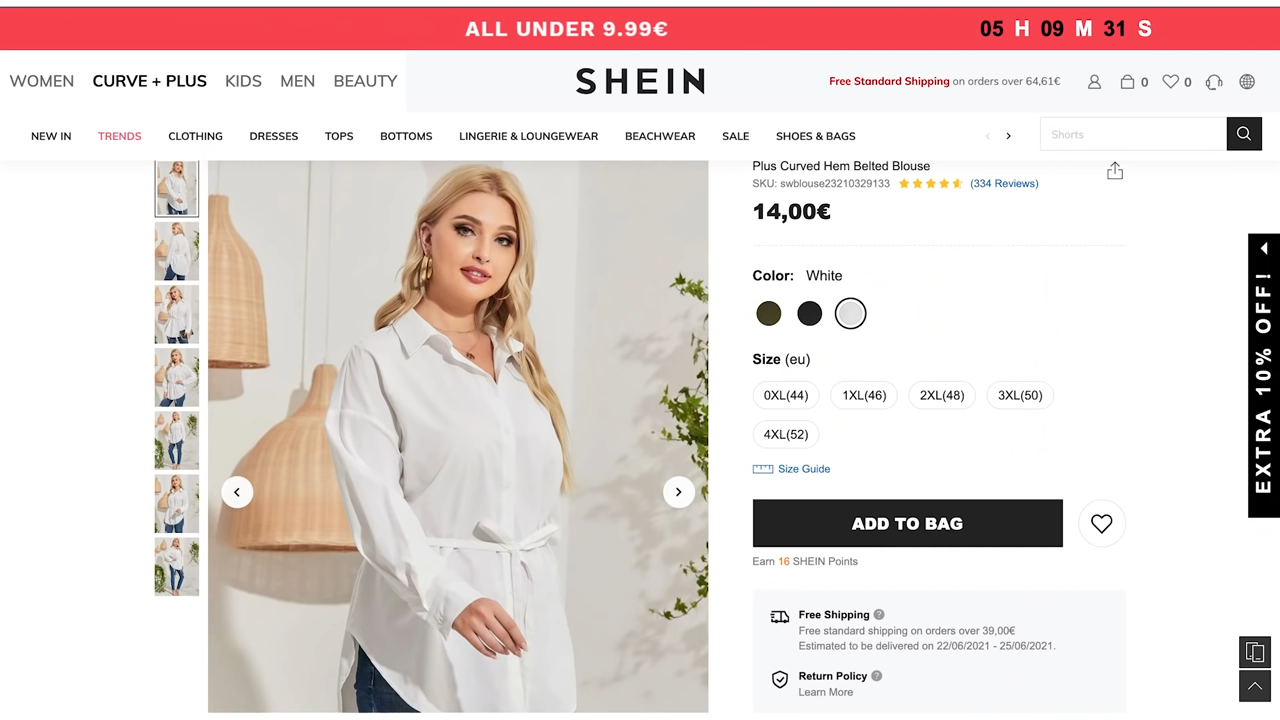 ALL UNDER 9.99€
05 H 09 M 31 S
WOMEN CURVE + PLUS KIDS MEN BEAUTY
SHEIN
Free Standard Shipping on orders over 64,61€
0 0
NEW IN TRENDS CLOTHING DRESSES TOPS BOTTOMS LINGERIE & LOUNGEWEAR BEACHWEAR SALE SHOES & BAGS
Shorts
Plus Curved Hem Belted Blouse
SKU: swblouse23210329133 (334 Reviews)
14,00€
Color: White
Size (eu)
0XL(44) 1XL(46) 2XL(48) 3XL(50)
4XL(52)
Size Guide
ADD TO BAG
Earn 16 SHEIN Points
Free Shipping ?
Free standard shipping on orders over 39,00€
Estimated to be delivered on 22/06/2021 - 25/06/2021.
Return Policy ?
Learn More
EXTRA 10% OFF!